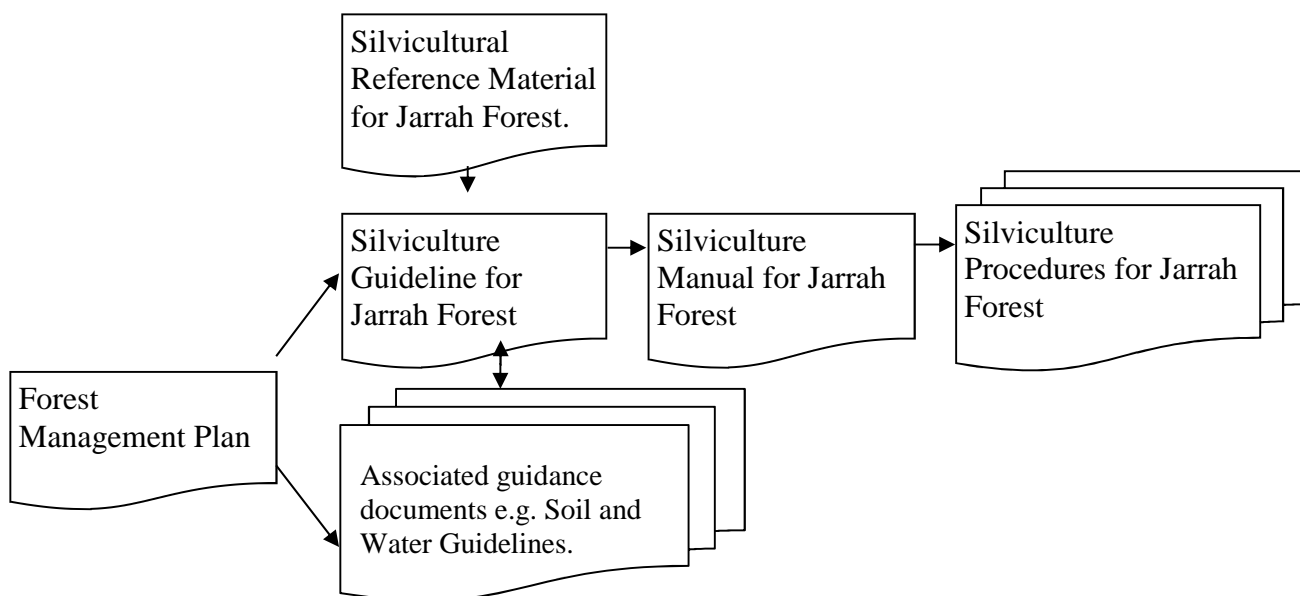 Silvicultural
Reference Material
for Jarrah Forest.
Silviculture
Guideline for
Jarrah Forest
Silviculture
Manual for Jarrah
Forest
Silviculture
Procedures for Jarrah
Forest
Forest
Management Plan
Associated guidance
documents e.g. Soil and
Water Guidelines.